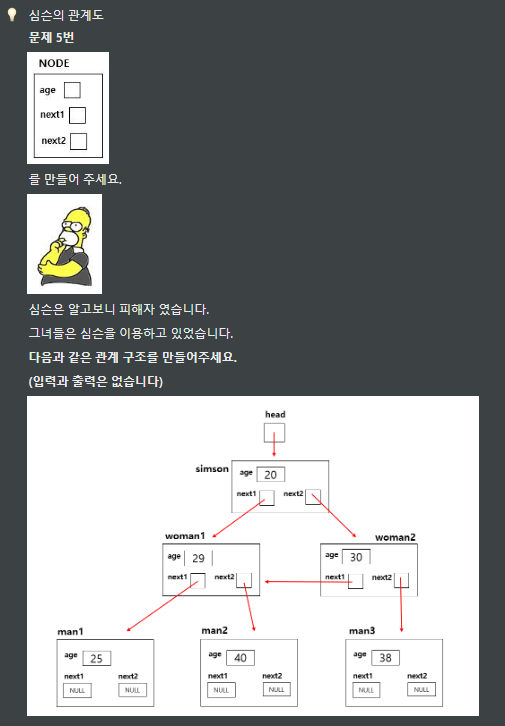 심슨의 관계도
문제 5번
NODE
age
next1
next2
를 만들어 주세요.
심슨은 알고보니 피해자 였습니다.
그녀들은 심슨을 이용하고 있었습니다.
다음과 같은 관계 구조를 만들어주세요.
(입력과 출력은 없습니다)
head
simson
age 20
next1 next2
woman1
age 29
next1 next2
woman2
age 30
next1 next2
man1
age 25
next1 next2
NULL NULL
man2
age 40
next1 next2
NULL NULL
man3
age 38
next1 next2
NULL NULL